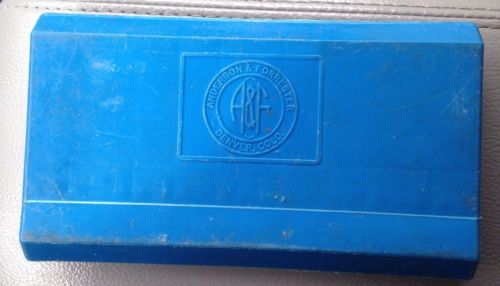 ANDERSON & FORRESTER
A&F
DENVER, COLO.